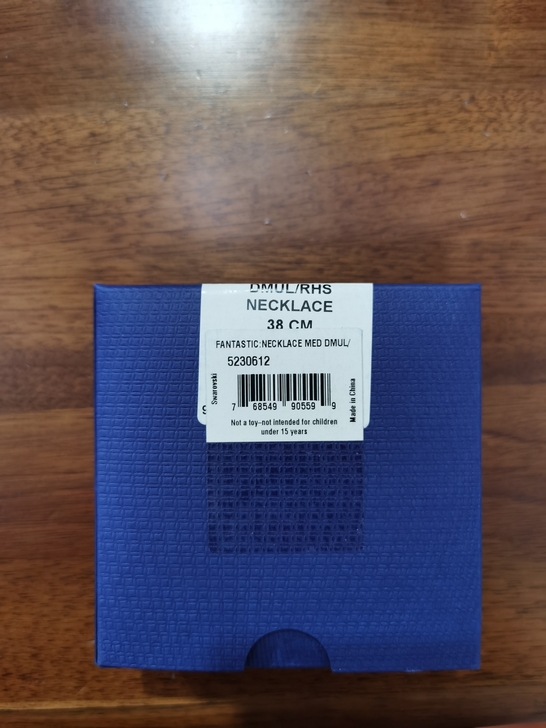 DMUL/RHS
NECKLACE
38 CM
FANTASTIC:NECKLACE MED DMUL/
5230612
Swarovski
7 68549 90559 9
Made in China
Not a toy-not intended for children
under 15 years
9